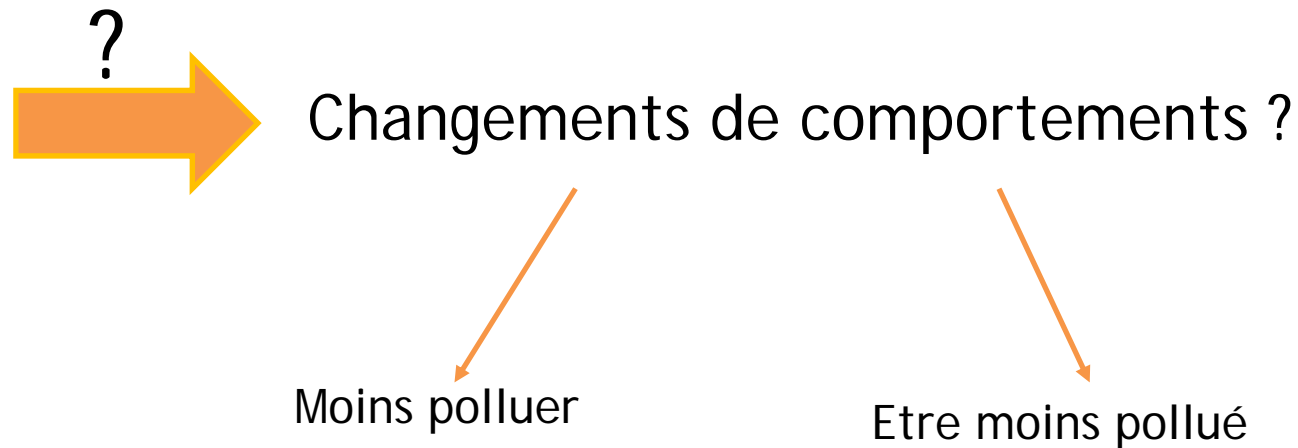 ?
Changements de comportements ?
Moins polluer
Etre moins pollué